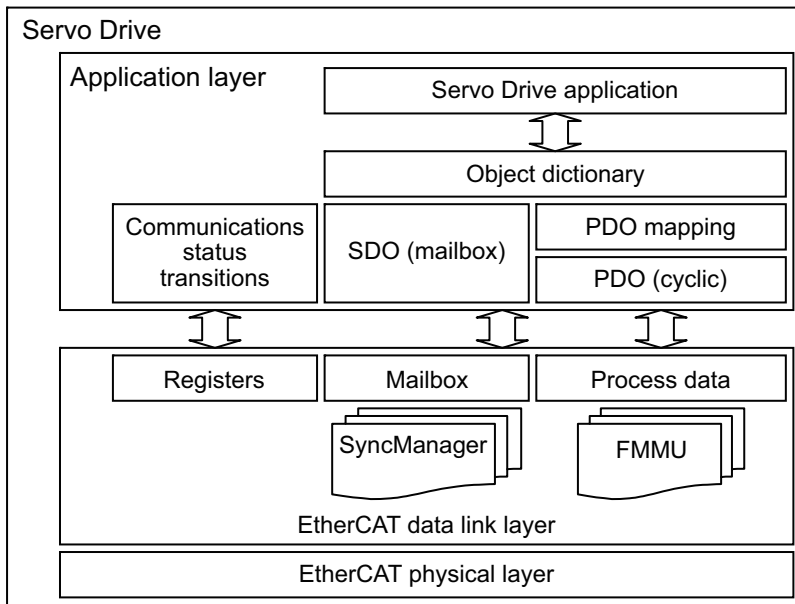 Servo Drive
Application layer
Servo Drive application
Object dictionary
Communications
status
transitions
SDO (mailbox)
PDO mapping
PDO (cyclic)
Registers
Mailbox
Process data
SyncManager
FMMU
EtherCAT data link layer
EtherCAT physical layer